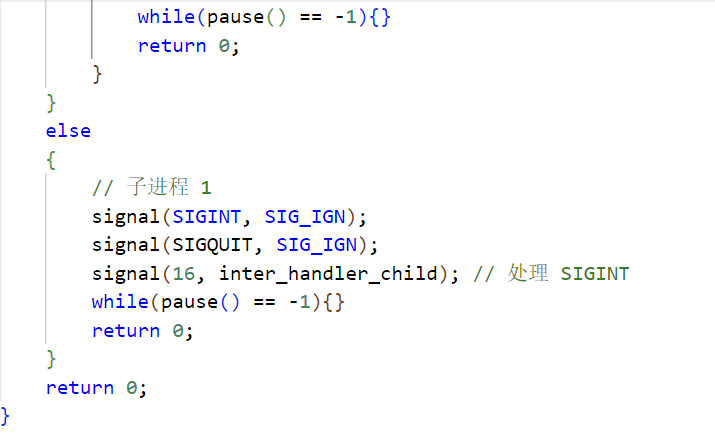 while(pause() == -1){}
            return 0;
        }
    }
    else
    {
        // 子进程 1
        signal(SIGINT, SIG_IGN);
        signal(SIGQUIT, SIG_IGN);
        signal(16, inter_handler_child); // 处理 SIGINT
        while(pause() == -1){}
        return 0;
    }
    return 0;
}